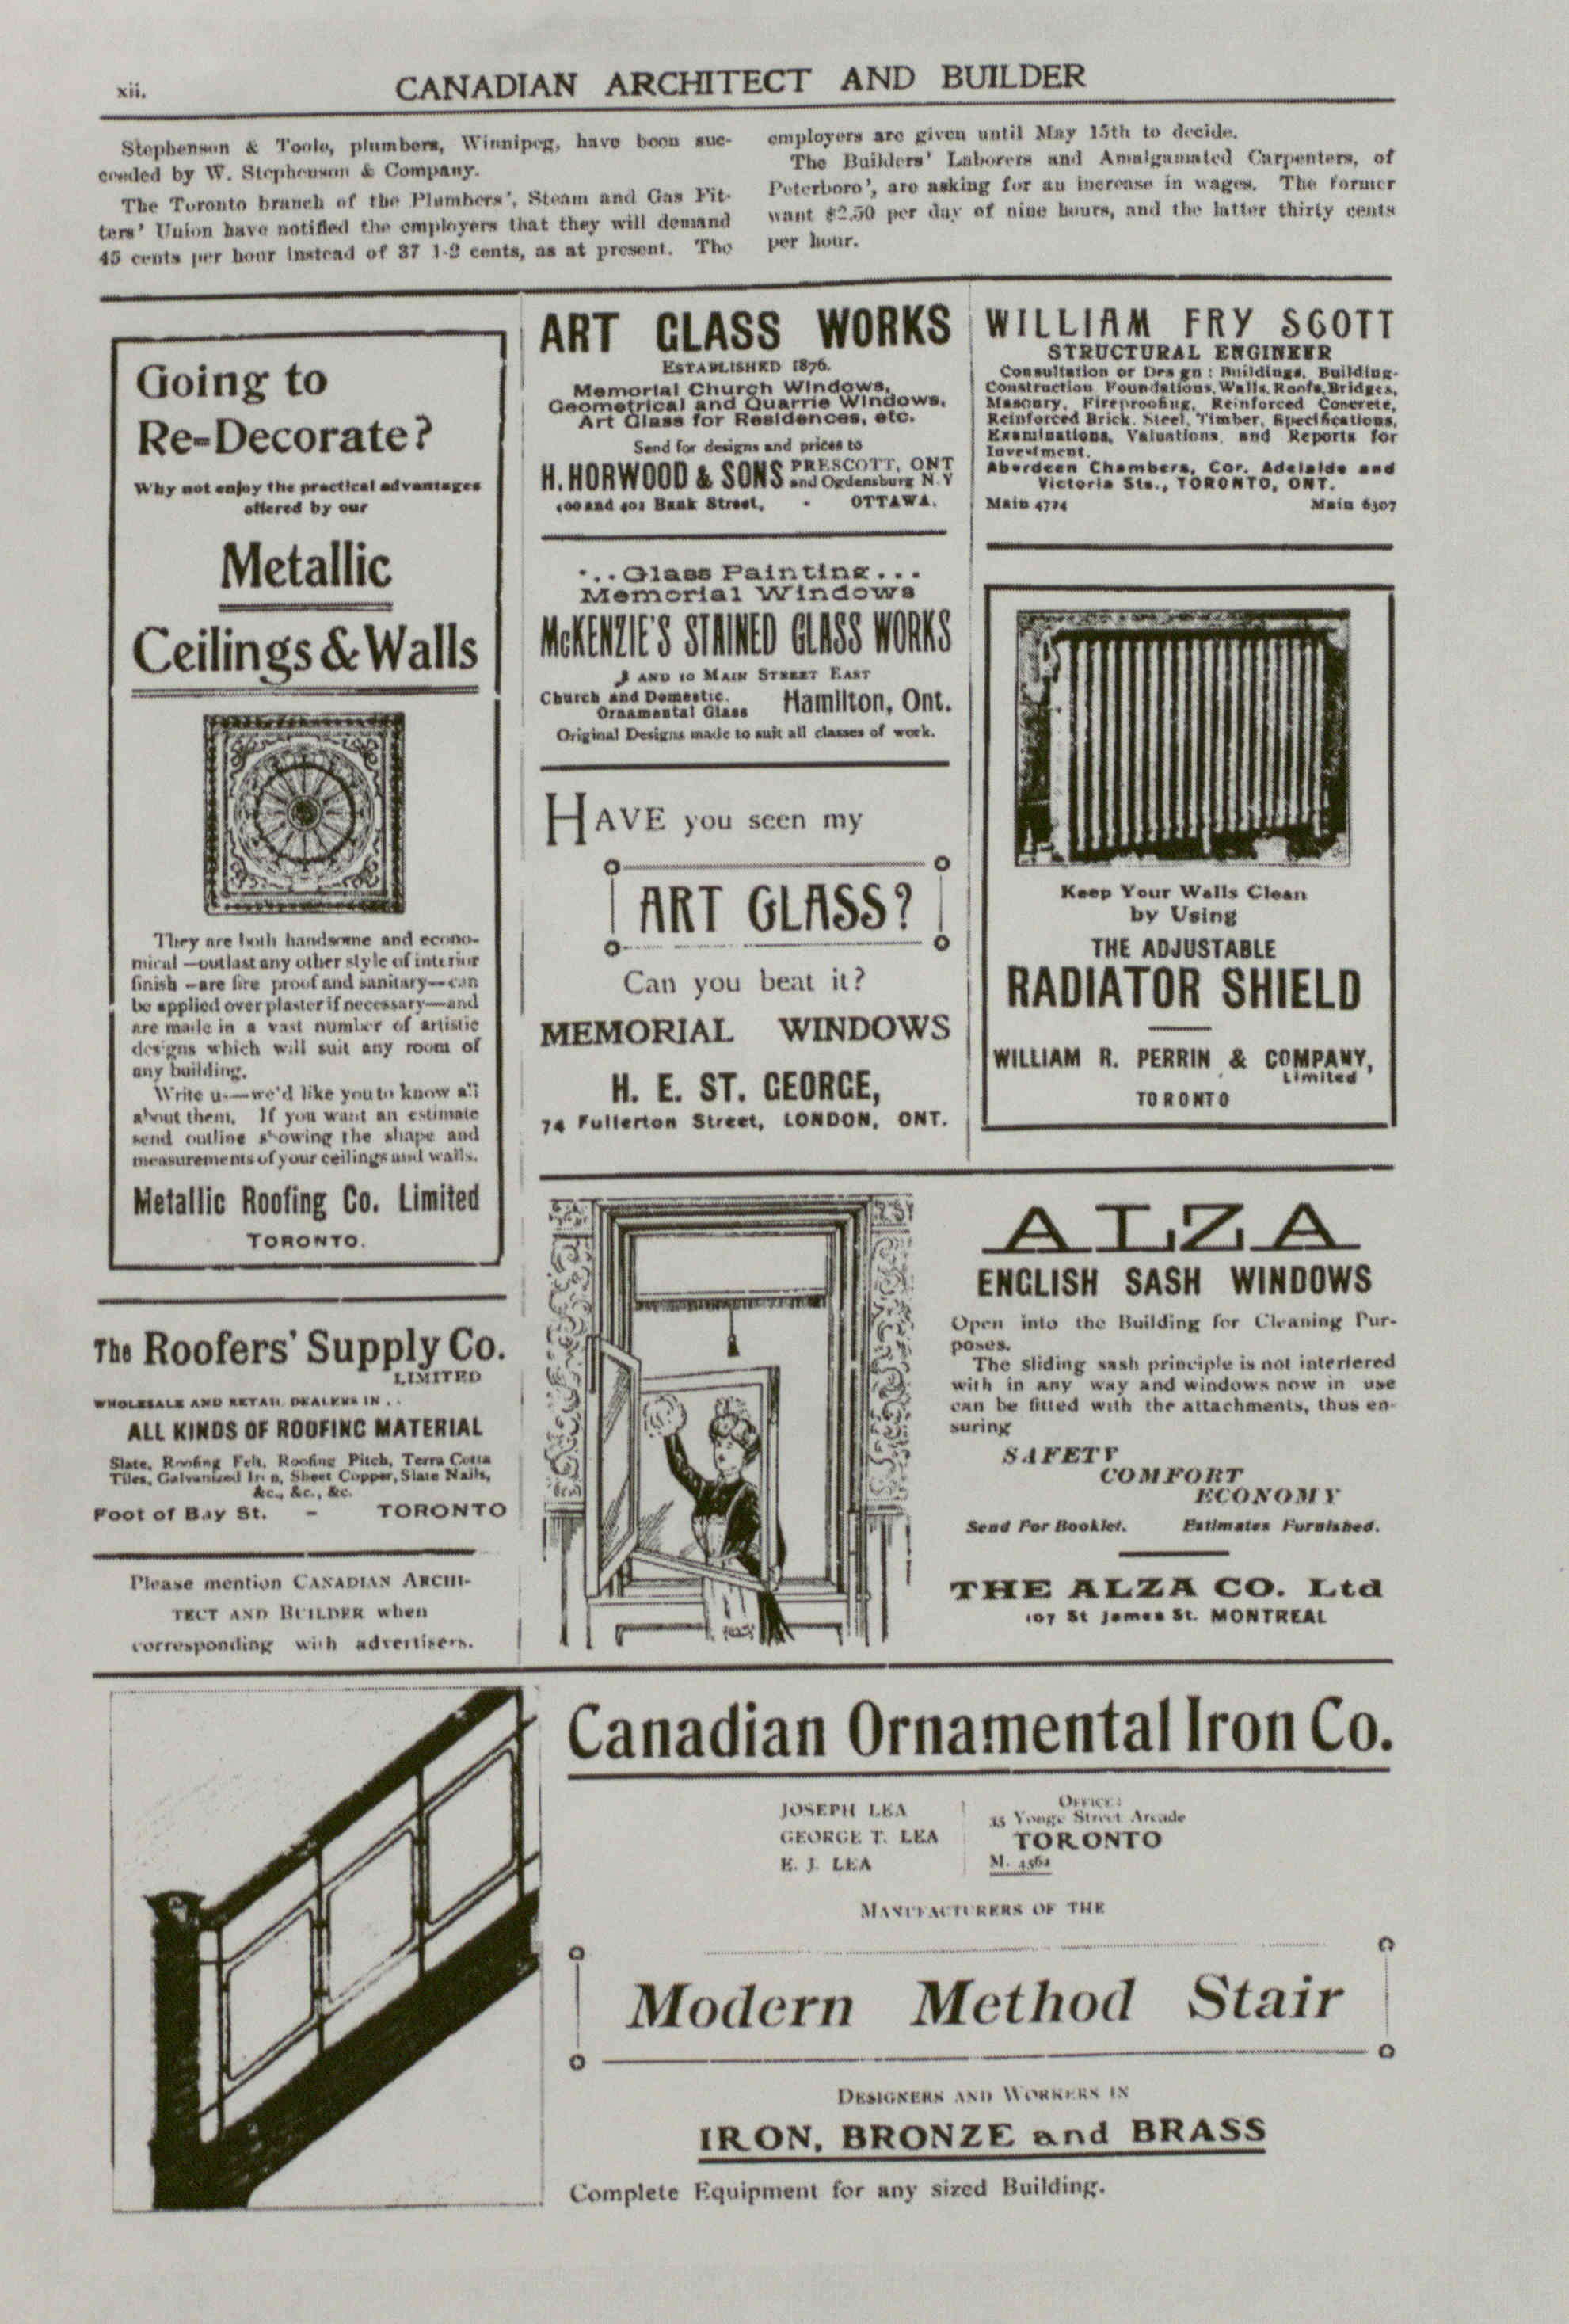 xii.
CANADIAN ARCHITECT AND BUILDER
Stephenson & Toole, plumbers, Winnipeg, have been suc-
ceeded by W. Stephenson & Company.
The Toronto branch of the Plumbers', Steam and Gas Fit-
ters' Union have notified the employers that they will demand
45 cents per hour instead of 37 1-2 cents, as at present. The
employers are given until May 15th to decide.
The Builders' Laborers and Amalgamated Carpenters, of
Peterboro', are asking for an increase in wages. The former
want $2.50 per day of nine hours, and the latter thirty cents
per hour.
Going to
Re-Decorate?
Why not enjoy the practical advantages
offered by our
Metallic
Ceilings & Walls
They are both handsome and econo-
mical—outlast any other style of interior
finish—are fire proof and sanitary—can
be applied over plaster if necessary—and
are made in a vast number of artistic
designs which will suit any room of
any building.
Write us—we'd like you to know all
about them. If you want an estimate
send outline showing the shape and
measurements of your ceilings and walls.
Metallic Roofing Co. Limited
TORONTO.
The Roofers' Supply Co.
LIMITED
WHOLESALE AND RETAIL DEALERS IN . .
ALL KINDS OF ROOFING MATERIAL
Slate, Roofing Felt, Roofing Pitch, Terra Cotta
Tiles, Galvanized Iron, Sheet Copper, Slate Nails,
&c., &c., &c.
Foot of Bay St. - TORONTO
Please mention CANADIAN ARCHI-
TECT AND BUILDER when
corresponding with advertisers.
ART GLASS WORKS
ESTABLISHED 1876.
Memorial Church Windows,
Geometrical and Quarrie Windows,
Art Glass for Residences, etc.
Send for designs and prices to
H. HORWOOD & SONS PRESCOTT, ONT
and Ogdensburg N.Y
400 and 402 Bank Street, - OTTAWA.
. . . Glass Painting . . .
Memorial Windows
McKENZIE'S STAINED GLASS WORKS
AND 10 MAIN STREET EAST
Church and Domestic.
Ornamental Glass
Hamilton, Ont.
Original Designs made to suit all classes of work.
HAVE you seen my
ART GLASS?
Can you beat it?
MEMORIAL WINDOWS
H. E. ST. GEORGE,
74 Fullerton Street, LONDON, ONT.
WILLIAM FRY SCOTT
STRUCTURAL ENGINEER
Consultation or Design: Buildings, Building-
Construction Foundations, Walls, Roofs, Bridges,
Masonry, Fireproofing, Reinforced Concrete,
Reinforced Brick, Steel, Timber, Specifications,
Examinations, Valuations, and Reports for
Investment.
Aberdeen Chambers, Cor. Adelaide and
Victoria Sts., TORONTO, ONT.
Main 4724 Main 6307
Keep Your Walls Clean
by Using
THE ADJUSTABLE
RADIATOR SHIELD
WILLIAM R. PERRIN & COMPANY,
Limited
TORONTO
ALZA
ENGLISH SASH WINDOWS
Open into the Building for Cleaning Pur-
poses.
The sliding sash principle is not interfered
with in any way and windows now in use
can be fitted with the attachments, thus en-
suring
SAFETY
COMFORT
ECONOMY
Send For Booklet. Estimates Furnished.
THE ALZA CO. Ltd
107 St James St. MONTREAL
Canadian Ornamental Iron Co.
JOSEPH LEA
GEORGE T. LEA
E. J. LEA
OFFICE:
35 Yonge Street Arcade
TORONTO
M. 4562
MANUFACTURERS OF THE
Modern Method Stair
DESIGNERS AND WORKERS IN
IRON, BRONZE and BRASS
Complete Equipment for any sized Building.